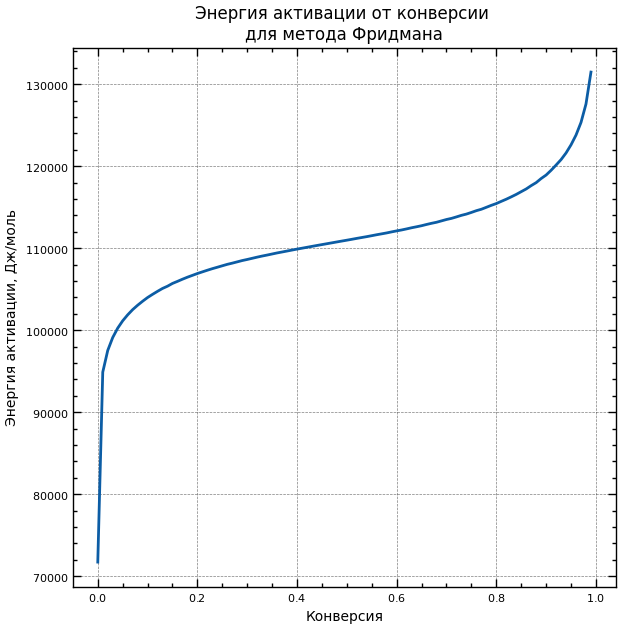 Энергия активации от конверсии
для метода Фридмана
Энергия активации, Дж/моль
130000
120000
110000
100000
90000
80000
70000
0.0 0.2 0.4 0.6 0.8 1.0
Конверсия